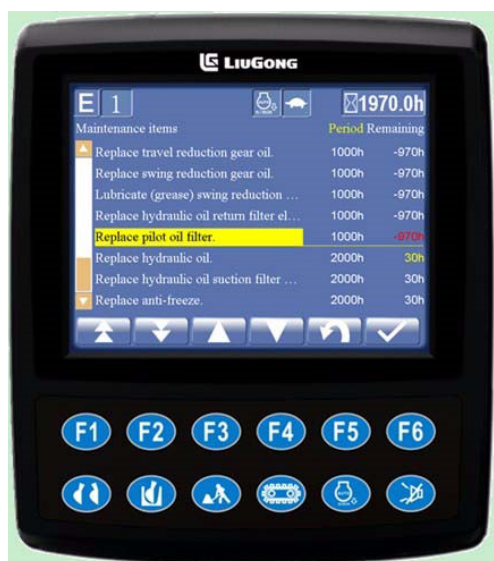 LIUGONG
E 1 1970.0h
Maintenance items Period Remaining
Replace travel reduction gear oil. 1000h -970h
Replace swing reduction gear oil. 1000h -970h
Lubricate (grease) swing reduction ... 1000h -970h
Replace hydraulic oil return filter el... 1000h -970h
Replace pilot oil filter. 1000h -970h
Replace hydraulic oil. 2000h 30h
Replace hydraulic oil suction filter ... 2000h 30h
Replace anti-freeze. 2000h 30h
F1 F2 F3 F4 F5 F6